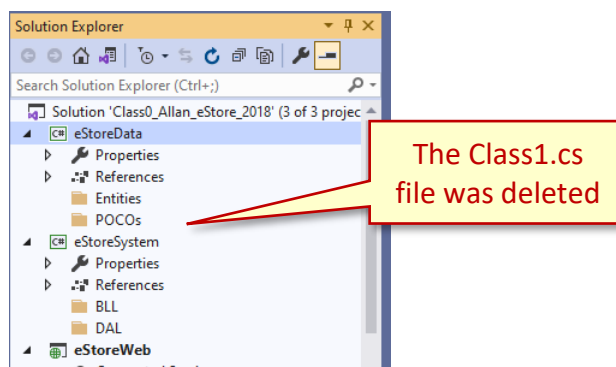 Solution Explorer
Search Solution Explorer (Ctrl+;)
Solution 'Class0_Allan_eStore_2018' (3 of 3 projec
C# eStoreData
Properties
References
Entities
POCOs
The Class1.cs
file was deleted
C# eStoreSystem
Properties
References
BLL
DAL
eStoreWeb